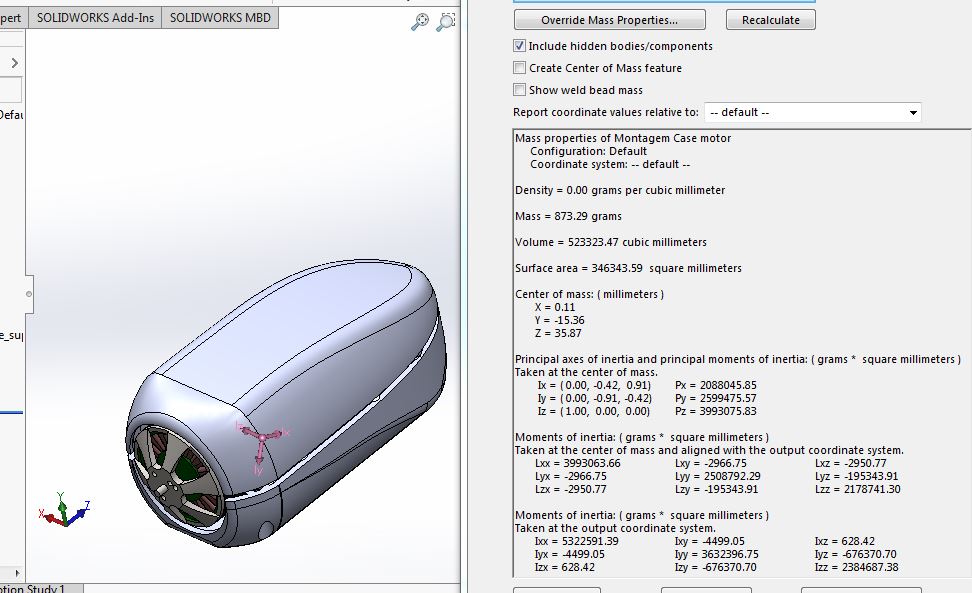 pert SOLIDWORKS Add-Ins SOLIDWORKS MBD
Override Mass Properties... Recalculate
Include hidden bodies/components
Create Center of Mass feature
Show weld bead mass
Report coordinate values relative to: -- default --
Mass properties of Montagem Case motor
Configuration: Default
Coordinate system: -- default --
Density = 0.00 grams per cubic millimeter
Mass = 873.29 grams
Volume = 523323.47 cubic millimeters
Surface area = 346343.59 square millimeters
Center of mass: ( millimeters )
X = 0.11
Y = -15.36
Z = 35.87
Principal axes of inertia and principal moments of inertia: ( grams * square millimeters )
Taken at the center of mass.
Ix = ( 0.00, -0.42, 0.91) Px = 2088045.85
Iy = ( 0.00, -0.91, -0.42) Py = 2599475.57
Iz = ( 1.00, 0.00, 0.00) Pz = 3993075.83
Moments of inertia: ( grams * square millimeters )
Taken at the center of mass and aligned with the output coordinate system.
Lxx = 3993063.66 Lxy = -2966.75 Lxz = -2950.77
Lyx = -2966.75 Lyy = 2508792.29 Lyz = -195343.91
Lzx = -2950.77 Lzy = -195343.91 Lzz = 2178741.30
Moments of inertia: ( grams * square millimeters )
Taken at the output coordinate system.
Ixx = 5322591.39 Ixy = -4499.05 Ixz = 628.42
Iyx = -4499.05 Iyy = 3632396.75 Iyz = -676370.70
Izx = 628.42 Izy = -676370.70 Izz = 2384687.38
Defau
e_sup
Iz Ix
Iy
Y
X Z
otion Study 1